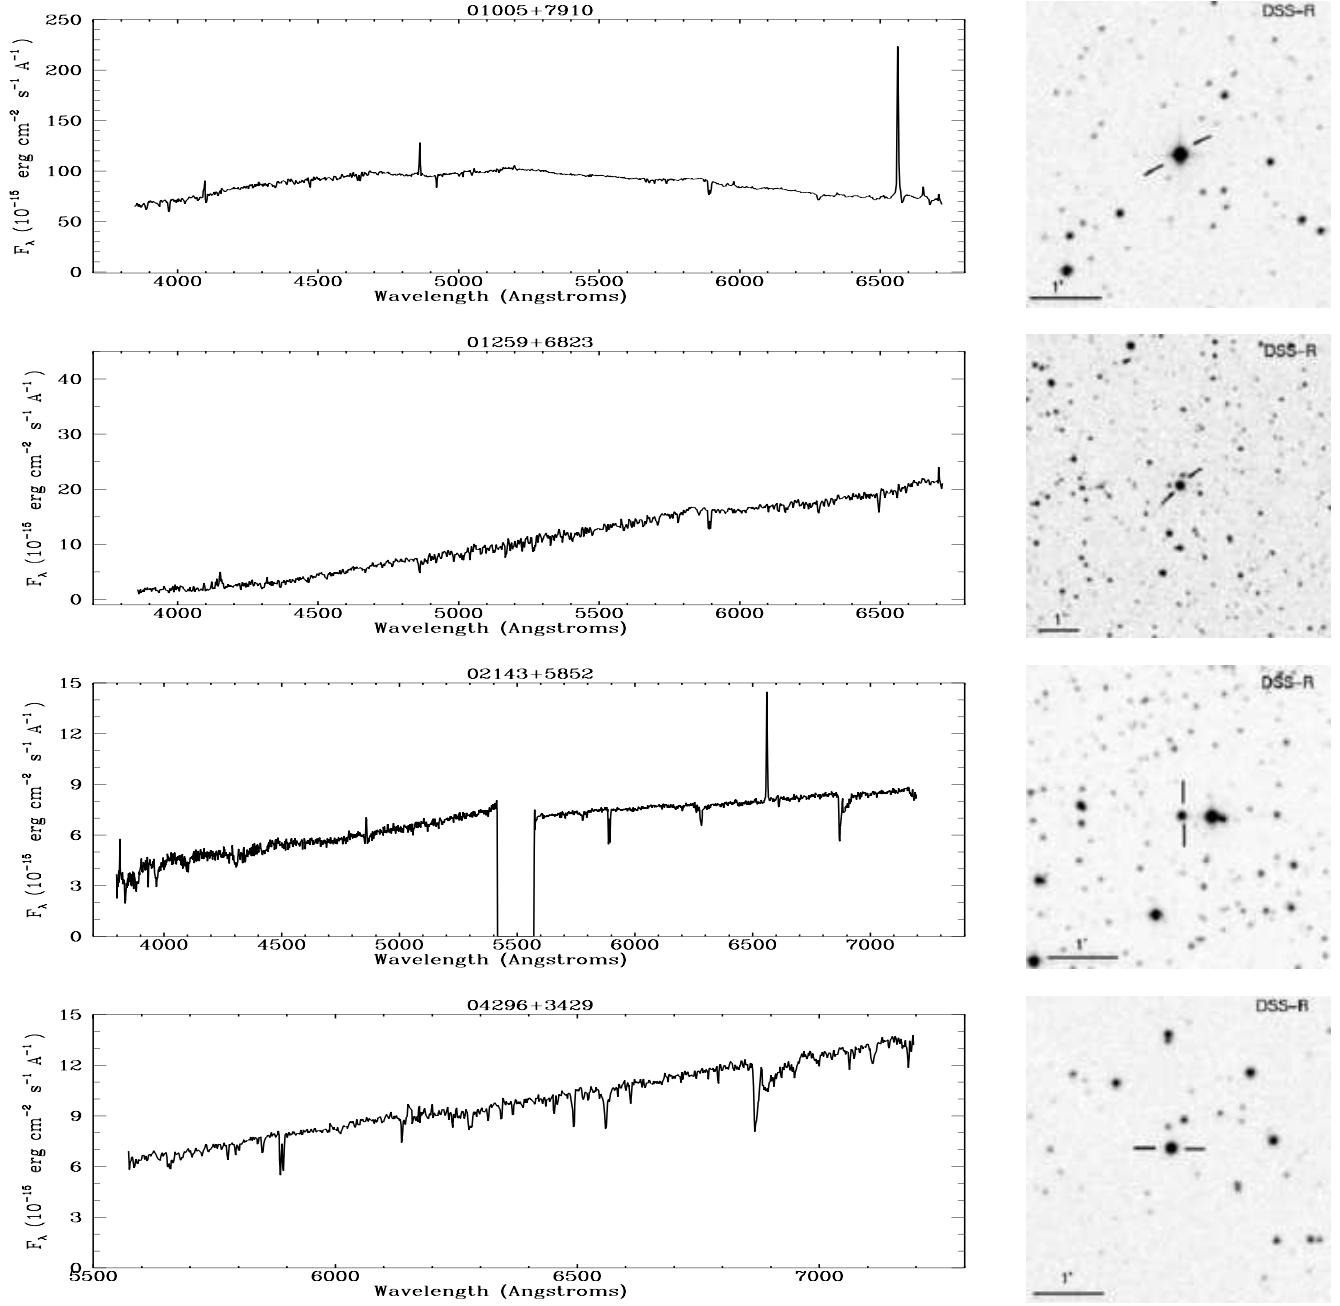 01005+7910
DSS-R
250
200
150
100
50
0
F_λ (10^-15 erg cm^-2 s^-1 A^-1)
4000 4500 5000 5500 6000 6500
Wavelength (Angstroms)
1'
01259+6823
DSS-R
40
30
20
10
0
F_λ (10^-15 erg cm^-2 s^-1 A^-1)
4000 4500 5000 5500 6000 6500
Wavelength (Angstroms)
1'
02143+5852
DSS-R
15
12
9
6
3
0
F_λ (10^-15 erg cm^-2 s^-1 A^-1)
4000 4500 5000 5500 6000 6500 7000
Wavelength (Angstroms)
1'
04296+3429
DSS-R
15
12
9
6
3
0
F_λ (10^-15 erg cm^-2 s^-1 A^-1)
5500 6000 6500 7000
Wavelength (Angstroms)
1'